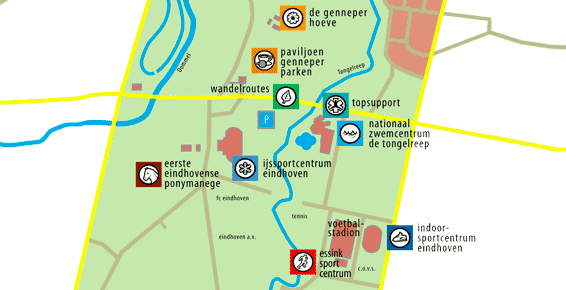 de genneper
hoeve
paviljoen
genneper
parken
Dommel
Tongelreep
wandelroutes
topsupport
P
nationaal
zwemcentrum
de tongelreep
eerste
eindhovense
ponymanege
ijssportcentrum
eindhoven
fc eindhoven
tennis
eindhoven a.v.
voetbal-
stadion
indoor-
sportcentrum
eindhoven
essink
sport
centrum
c.o.v.s.